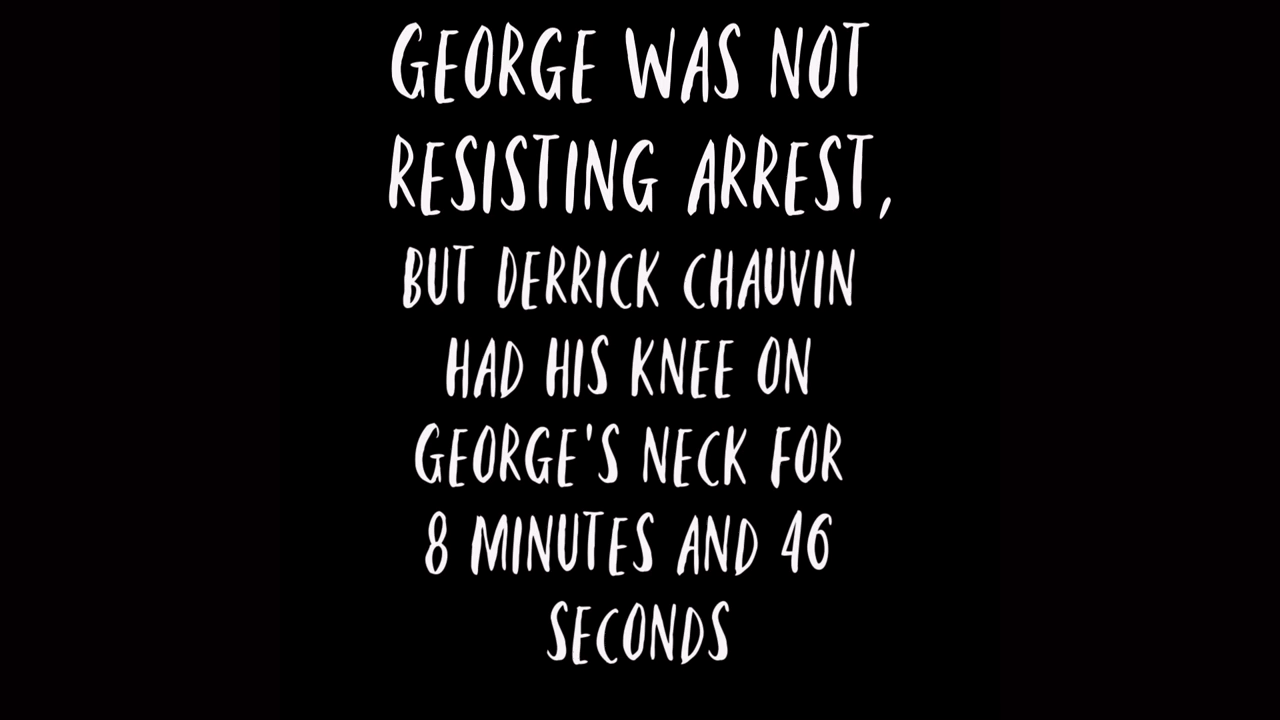 GEORGE WAS NOT
RESISTING ARREST,
BUT DERRICK CHAUVIN
HAD HIS KNEE ON
GEORGE'S NECK FOR
8 MINUTES AND 46
SECONDS